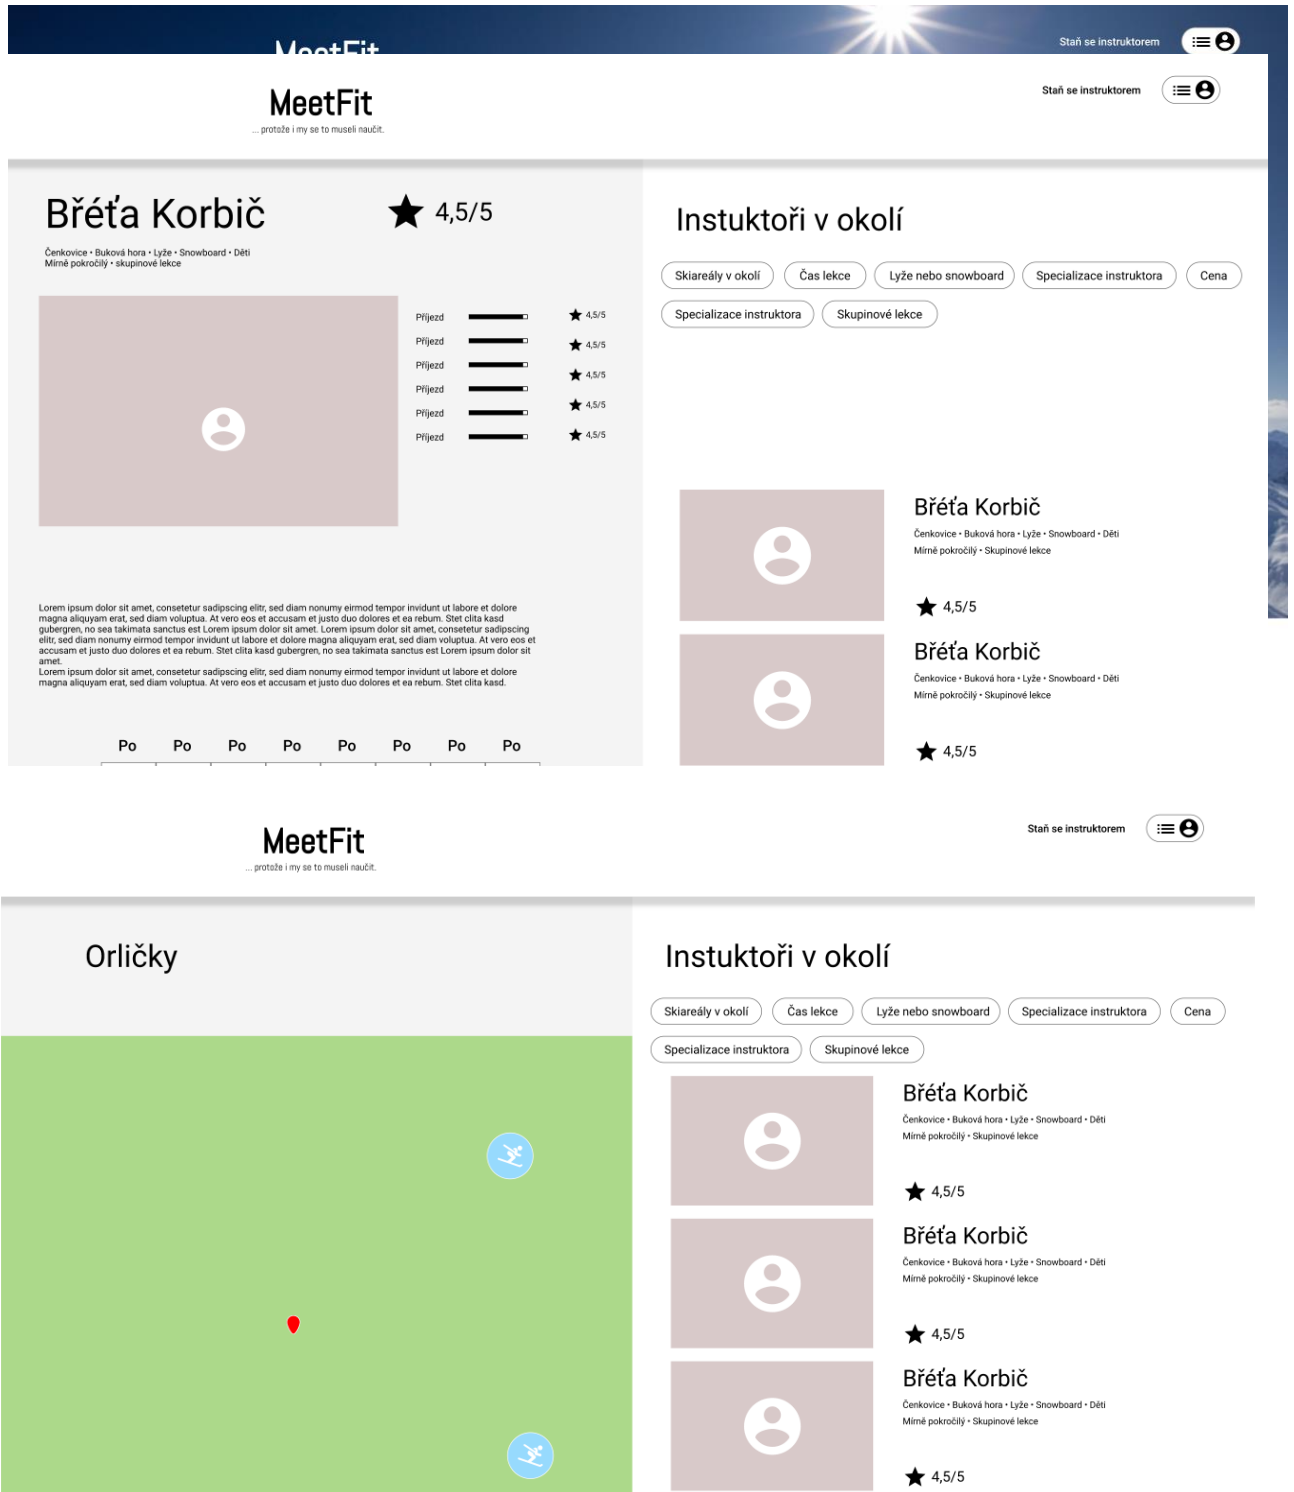 MeetFit
Staň se instruktorem
MeetFit
... protože i my se to museli naučit.
Staň se instruktorem
Břéťa Korbič
4,5/5
Čenkovice • Buková hora • Lyže • Snowboard • Děti
Mírně pokročilý • skupinové lekce
Příjezd
4,5/5
Příjezd
4,5/5
Příjezd
4,5/5
Příjezd
4,5/5
Příjezd
4,5/5
Příjezd
Lorem ipsum dolor sit amet, consetetur sadipscing elitr, sed diam nonumy eirmod tempor invidunt ut labore et dolore
magna aliquyam erat, sed diam voluptua. At vero eos et accusam et justo duo dolores et ea rebum. Stet clita kasd
gubergren, no sea takimata sanctus est Lorem ipsum dolor sit amet. Lorem ipsum dolor sit amet, consetetur sadipscing
elitr, sed diam nonumy eirmod tempor invidunt ut labore et dolore magna aliquyam erat, sed diam voluptua. At vero eos et
accusam et justo duo dolores et ea rebum. Stet clita kasd gubergren, no sea takimata sanctus est Lorem ipsum dolor sit
amet.
Lorem ipsum dolor sit amet, consetetur sadipscing elitr, sed diam nonumy eirmod tempor invidunt ut labore et dolore
magna aliquyam erat, sed diam voluptua. At vero eos et accusam et justo duo dolores et ea rebum. Stet clita kasd.
Po Po Po Po Po Po Po Po
Instuktoři v okolí
Skiareály v okolí Čas lekce Lyže nebo snowboard Specializace instruktora Cena
Specializace instruktora Skupinové lekce
Břéťa Korbič
Čenkovice • Buková hora • Lyže • Snowboard • Děti
Mírně pokročilý • Skupinové lekce
4,5/5
Břéťa Korbič
Čenkovice • Buková hora • Lyže • Snowboard • Děti
Mírně pokročilý • Skupinové lekce
4,5/5
MeetFit
... protože i my se to museli naučit.
Staň se instruktorem
Orličky
Instuktoři v okolí
Skiareály v okolí Čas lekce Lyže nebo snowboard Specializace instruktora Cena
Specializace instruktora Skupinové lekce
Břéťa Korbič
Čenkovice • Buková hora • Lyže • Snowboard • Děti
Mírně pokročilý • Skupinové lekce
4,5/5
Břéťa Korbič
Čenkovice • Buková hora • Lyže • Snowboard • Děti
Mírně pokročilý • Skupinové lekce
4,5/5
Břéťa Korbič
Čenkovice • Buková hora • Lyže • Snowboard • Děti
Mírně pokročilý • Skupinové lekce
4,5/5